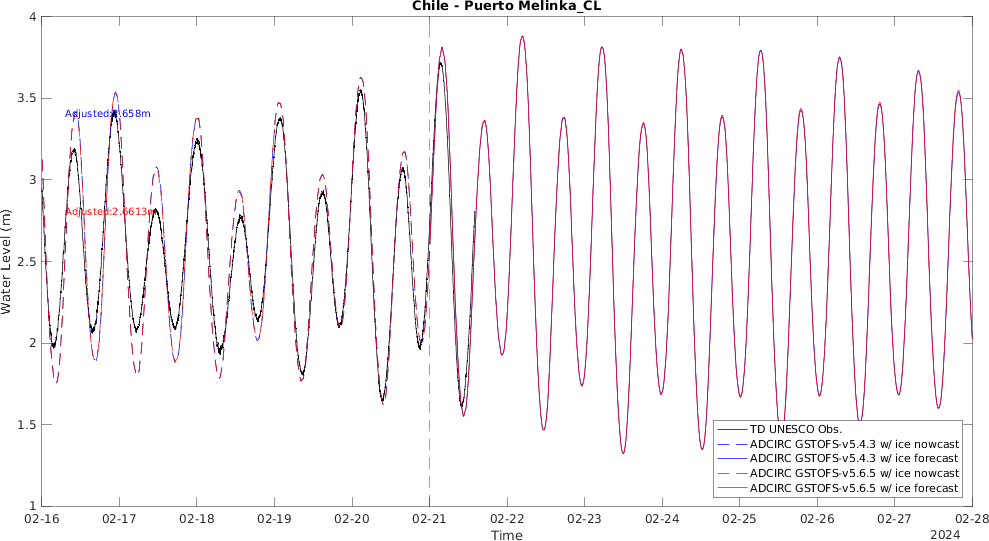 Chile - Puerto Melinka_CL
Water Level (m)
4
3.5
3
2.5
2
1.5
1
Adjusted:2.658m
Adjusted:2.6613m
TD UNESCO Obs.
ADCIRC GSTOFS-v5.4.3 w/ ice nowcast
ADCIRC GSTOFS-v5.4.3 w/ ice forecast
ADCIRC GSTOFS-v5.6.5 w/ ice nowcast
ADCIRC GSTOFS-v5.6.5 w/ ice forecast
02-16 02-17 02-18 02-19 02-20 02-21 02-22 02-23 02-24 02-25 02-26 02-27 02-28
Time
2024